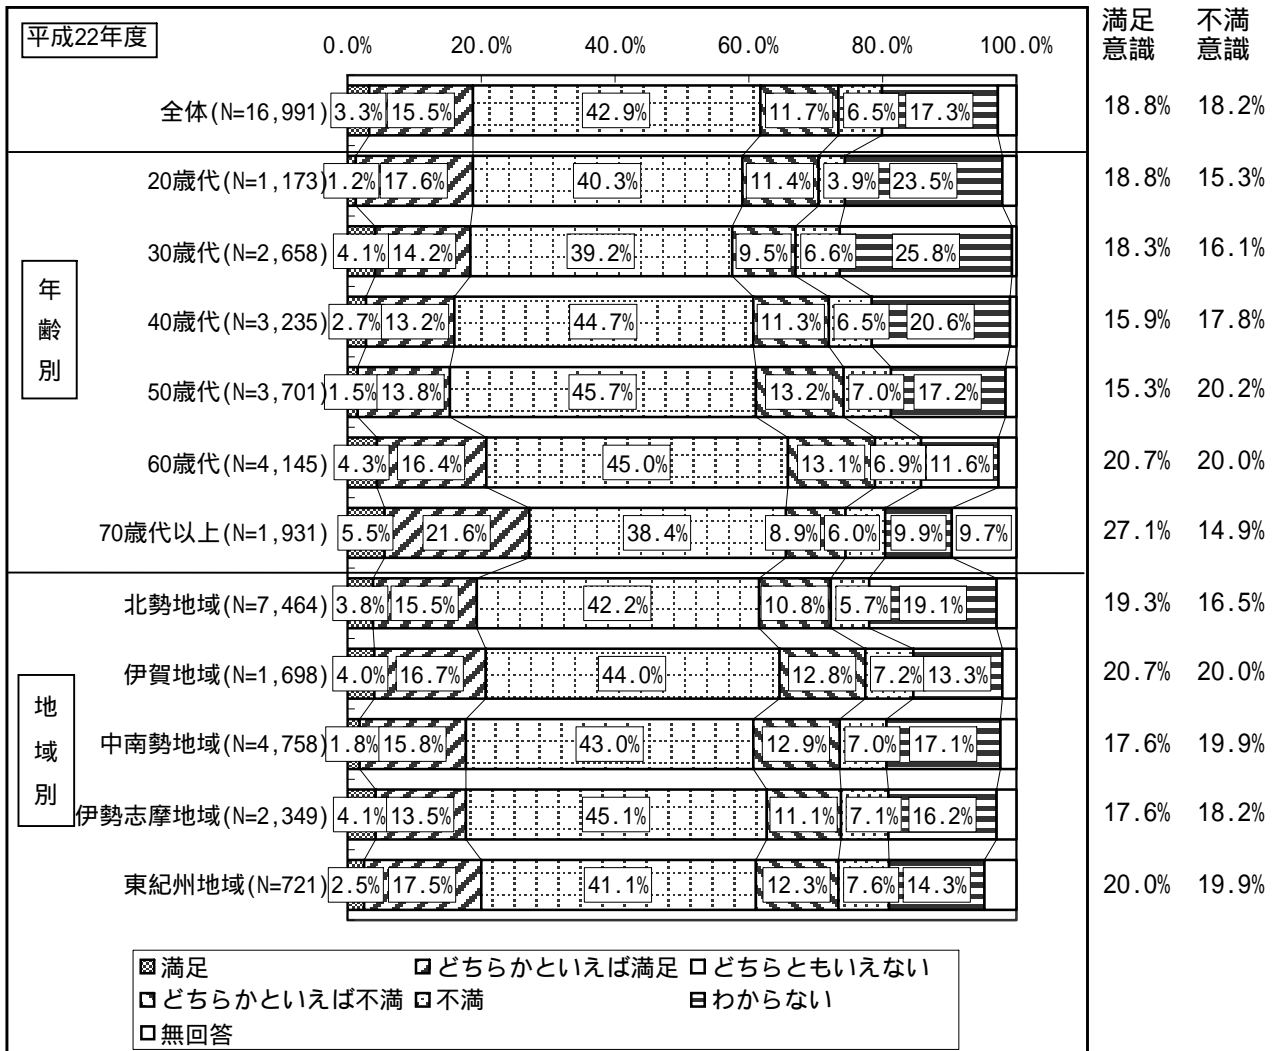 平成22年度
0.0% 20.0% 40.0% 60.0% 80.0% 100.0%
満足意識 不満意識
全体(N=16,991) 3.3% 15.5% 42.9% 11.7% 6.5% 17.3% 18.8% 18.2%
年齢別
20歳代(N=1,173) 1.2% 17.6% 40.3% 11.4% 3.9% 23.5% 18.8% 15.3%
30歳代(N=2,658) 4.1% 14.2% 39.2% 9.5% 6.6% 25.8% 18.3% 16.1%
40歳代(N=3,235) 2.7% 13.2% 44.7% 11.3% 6.5% 20.6% 15.9% 17.8%
50歳代(N=3,701) 1.5% 13.8% 45.7% 13.2% 7.0% 17.2% 15.3% 20.2%
60歳代(N=4,145) 4.3% 16.4% 45.0% 13.1% 6.9% 11.6% 20.7% 20.0%
70歳代以上(N=1,931) 5.5% 21.6% 38.4% 8.9% 6.0% 9.9% 9.7% 27.1% 14.9%
地域別
北勢地域(N=7,464) 3.8% 15.5% 42.2% 10.8% 5.7% 19.1% 19.3% 16.5%
伊賀地域(N=1,698) 4.0% 16.7% 44.0% 12.8% 7.2% 13.3% 20.7% 20.0%
中南勢地域(N=4,758) 1.8% 15.8% 43.0% 12.9% 7.0% 17.1% 17.6% 19.9%
伊勢志摩地域(N=2,349) 4.1% 13.5% 45.1% 11.1% 7.1% 16.2% 17.6% 18.2%
東紀州地域(N=721) 2.5% 17.5% 41.1% 12.3% 7.6% 14.3% 20.0% 19.9%
満足 どちらかといえば満足 どちらともいえない
どちらかといえば不満 不満 わからない
無回答